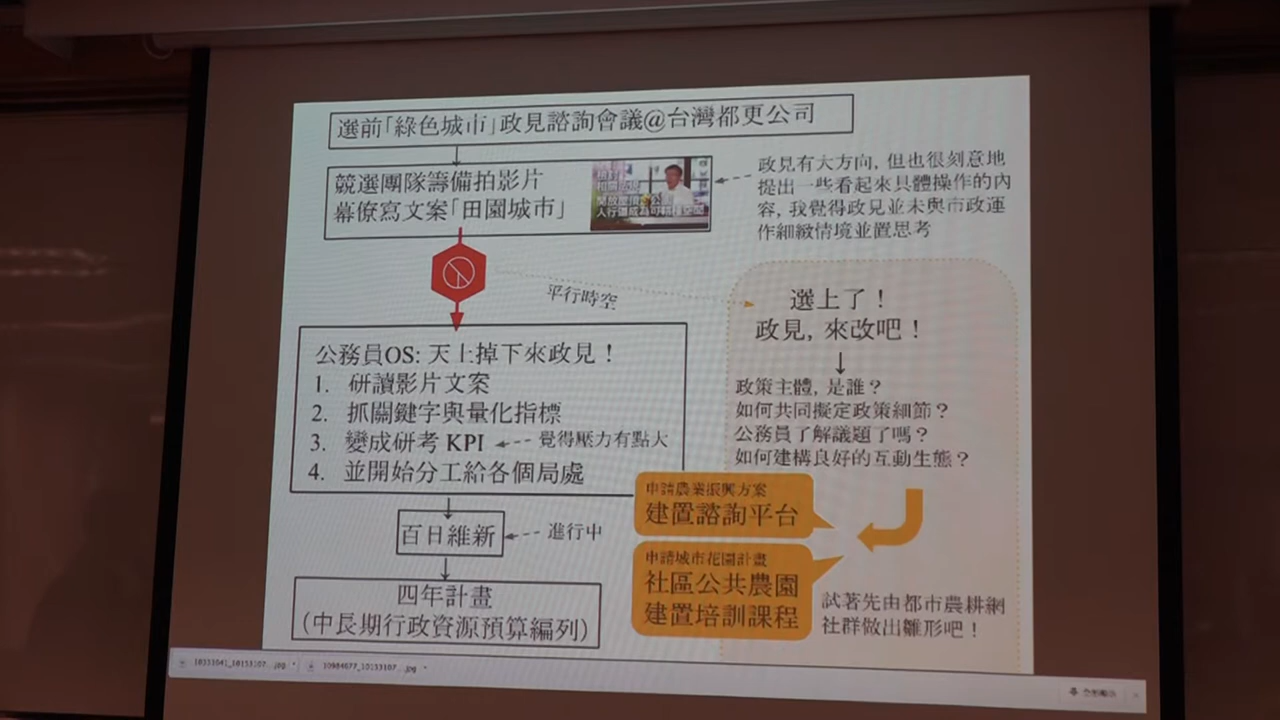 選前「綠色城市」政見諮詢會議@台灣都更公司
競選團隊籌備拍影片
幕僚寫文案「田園城市」
政見有大方向, 但也很刻意地
提出一些看起來具體操作的內
容, 我覺得政見並未與市政運
作細緻情境並置思考
平行時空
選上了！
政見, 來改吧！
公務員OS: 天上掉下來政見！
1. 研讀影片文案
2. 抓關鍵字與量化指標
3. 變成研考 KPI
覺得壓力有點大
4. 並開始分工給各個局處
政策主體, 是誰？
如何共同擬定政策細節？
公務員了解議題了嗎？
如何建構良好的互動生態？
百日維新
進行中
四年計畫
（中長期行政資源預算編列）
申請農業振興方案
建置諮詢平台
申請城市花園計畫
社區公共農園
建置培訓課程
試著先由都市農耕網
社群做出雛形吧！